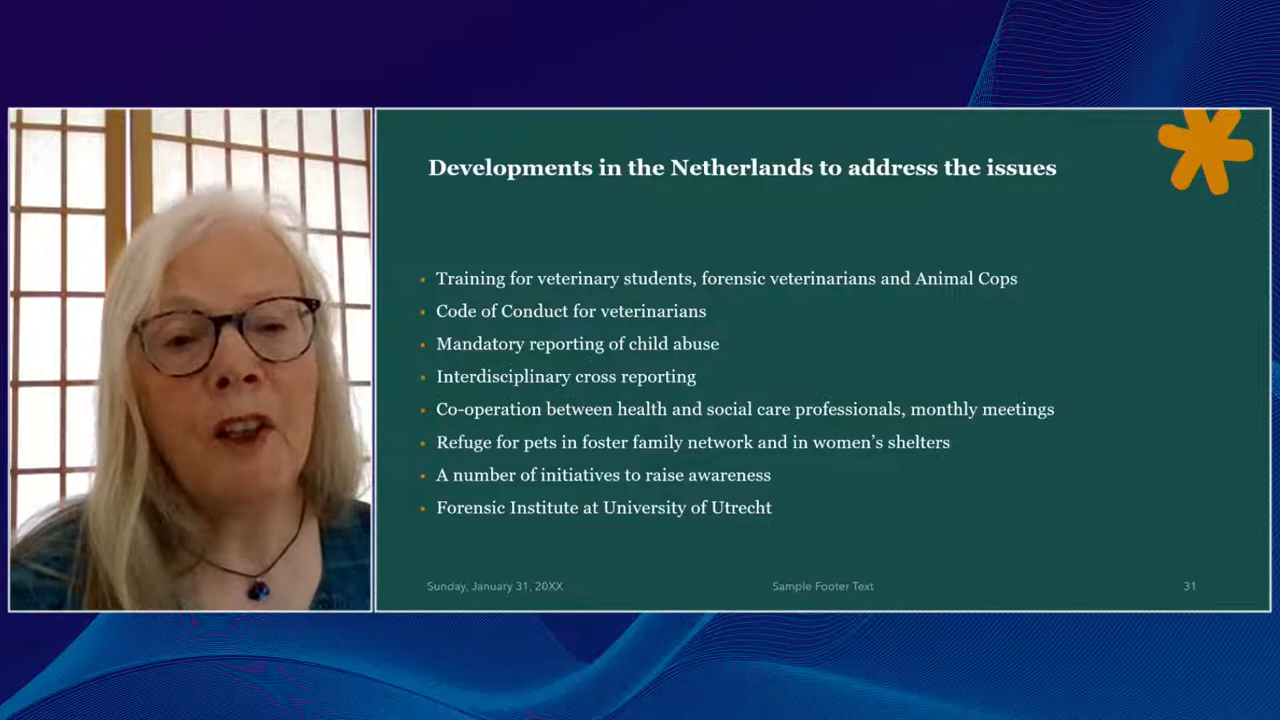 Developments in the Netherlands to address the issues
Training for veterinary students, forensic veterinarians and Animal Cops
Code of Conduct for veterinarians
Mandatory reporting of child abuse
Interdisciplinary cross reporting
Co-operation between health and social care professionals, monthly meetings
Refuge for pets in foster family network and in women’s shelters
A number of initiatives to raise awareness
Forensic Institute at University of Utrecht
Sunday, January 31, 20XX
Sample Footer Text
31